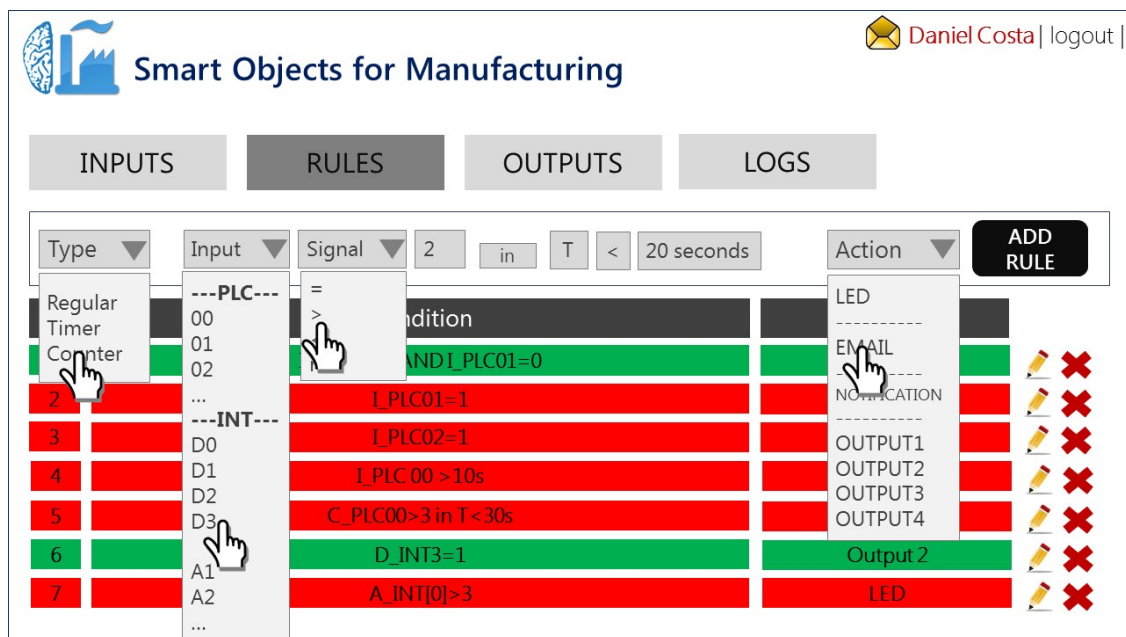 Daniel Costa | logout |
Smart Objects for Manufacturing
INPUTS RULES OUTPUTS LOGS
Type Input Signal 2 in T < 20 seconds Action ADD RULE
Regular
Timer
Counter
---PLC---
00
01
02
...
---INT---
D0
D1
D2
D3
A1
A2
...
=
>
LED
----------
EMAIL
----------
NOTIFICATION
----------
OUTPUT1
OUTPUT2
OUTPUT3
OUTPUT4
AND I_PLC01=0
2 I_PLC01=1
3 I_PLC02=1
4 I_PLC 00 >10s
5 C_PLC00>3 in T<30s
6 D_INT3=1 Output 2
7 A_INT[0]>3 LED